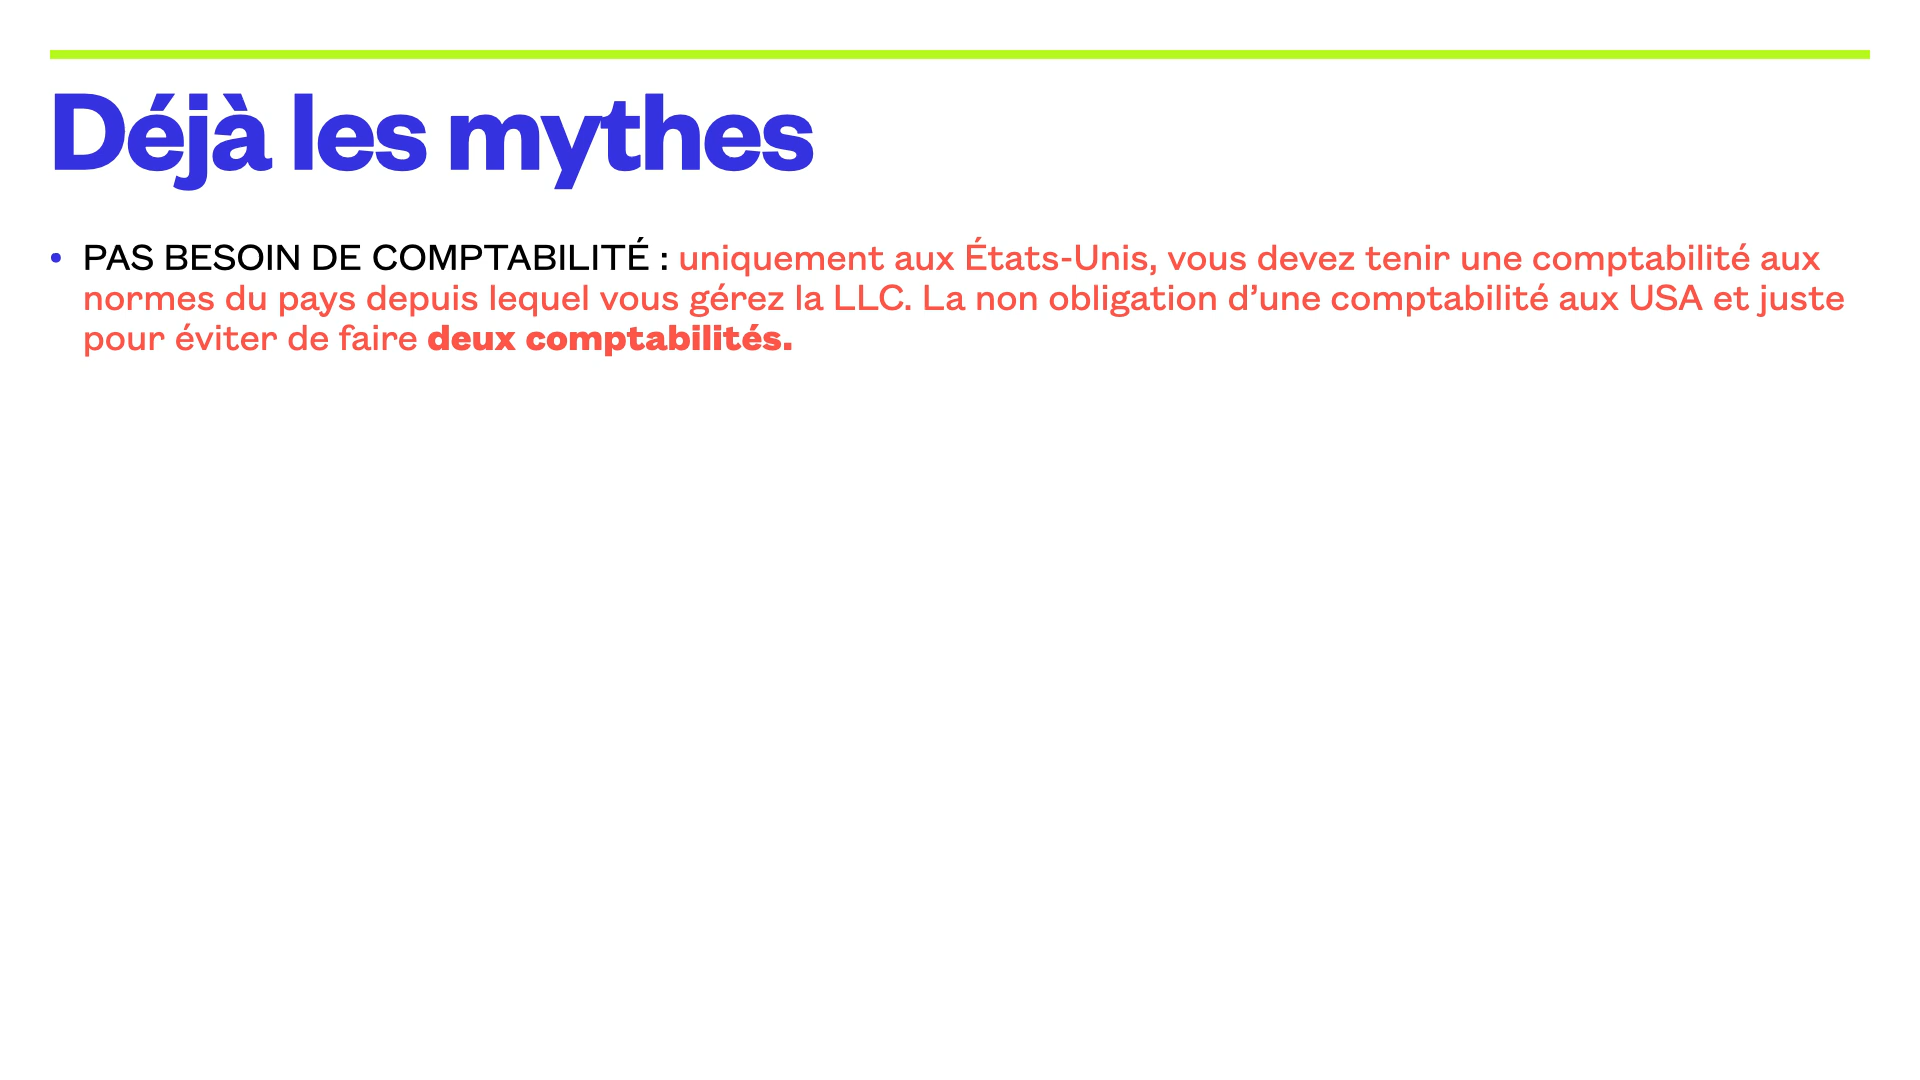 Déjà les mythes
• PAS BESOIN DE COMPTABILITÉ : uniquement aux États-Unis, vous devez tenir une comptabilité aux
normes du pays depuis lequel vous gérez la LLC. La non obligation d’une comptabilité aux USA et juste
pour éviter de faire deux comptabilités.